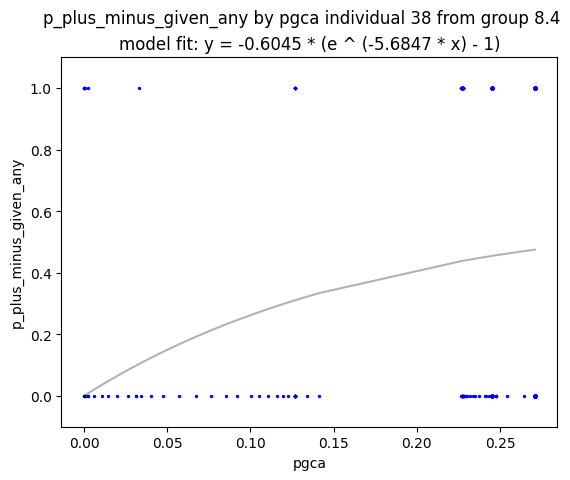 p_plus_minus_given_any by pgca individual 38 from group 8.4
model fit: y = -0.6045 * (e ^ (-5.6847 * x) - 1)
1.0
0.8
0.6
0.4
0.2
0.0
p_plus_minus_given_any
0.00 0.05 0.10 0.15 0.20 0.25
pgca